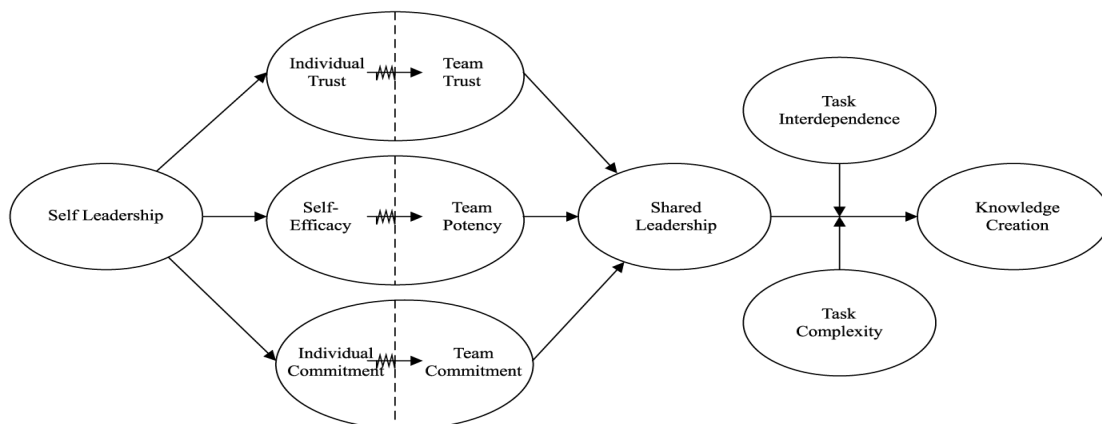 Individual
Trust
Team
Trust
Task
Interdependence
Self Leadership
Self-
Efficacy
Team
Potency
Shared
Leadership
Knowledge
Creation
Task
Complexity
Individual
Commitment
Team
Commitment